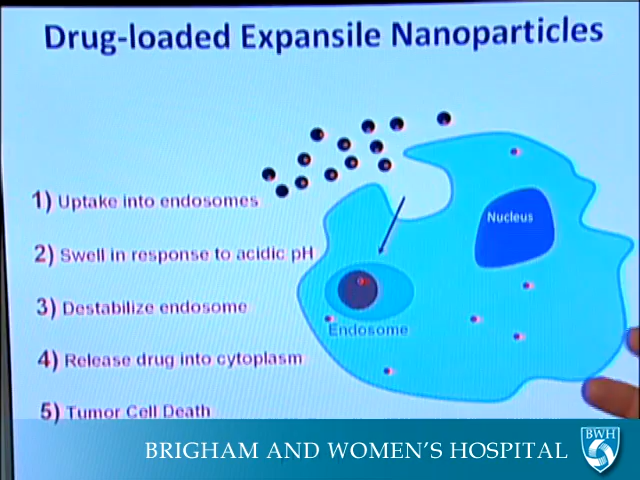 Drug-loaded Expansile Nanoparticles
1) Uptake into endosomes
2) Swell in response to acidic pH
3) Destabilize endosome
4) Release drug into cytoplasm
5) Tumor Cell Death
Nucleus
Endosome
BRIGHAM AND WOMEN'S HOSPITAL
BWH